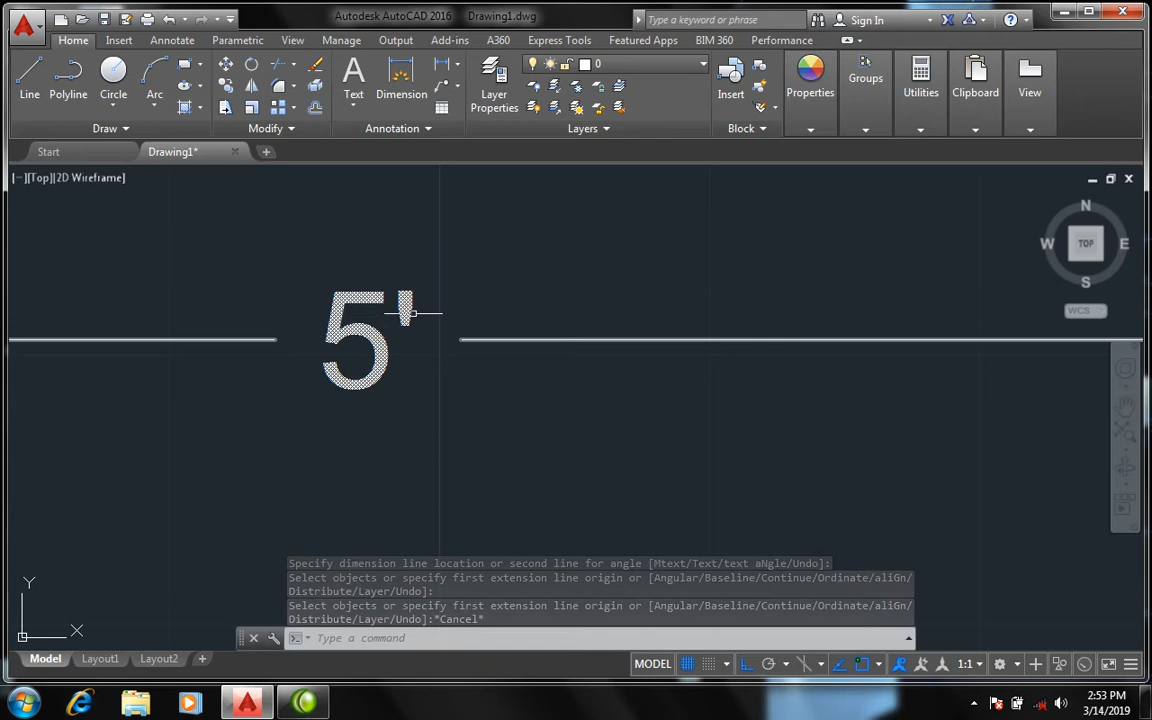 Autodesk AutoCAD 2016 Drawing1.dwg
Type a keyword or phrase
Sign In
Home Insert Annotate Parametric View Manage Output Add-ins A360 Express Tools Featured Apps BIM 360 Performance
0
Line Polyline Circle Arc
Text Dimension
Layer Properties
Insert
Properties
Groups
Utilities
Clipboard
View
Draw Modify Annotation Layers Block
Start Drawing1*
[−][Top][2D Wireframe]
N
W TOP E
S
WCS
5'
Specify dimension line location or second line for angle [Mtext/Text/text aNgle/Undo]:
Select objects or specify first extension line origin or [Angular/Baseline/Continue/Ordinate/aliGn/
Distribute/Layer/Undo]:
Select objects or specify first extension line origin or [Angular/Baseline/Continue/Ordinate/aliGn/
Distribute/Layer/Undo]:*Cancel*
Type a command
Y
X
Model Layout1 Layout2
MODEL 1:1
2:53 PM
3/14/2019